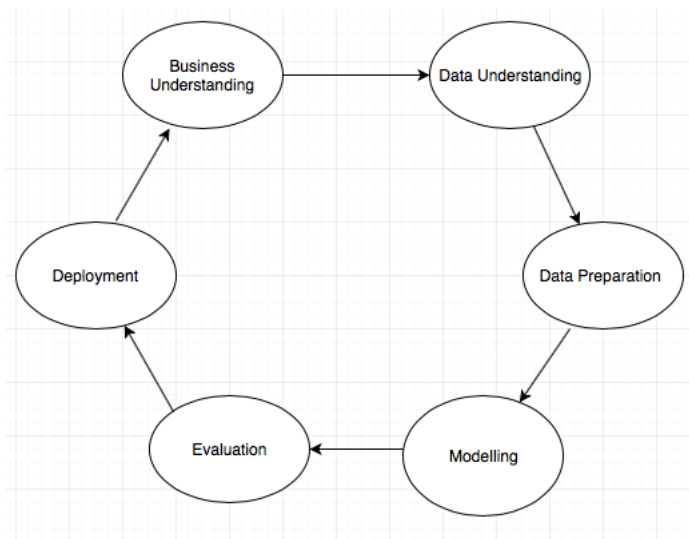 Business
Understanding
Data Understanding
Data Preparation
Modelling
Evaluation
Deployment